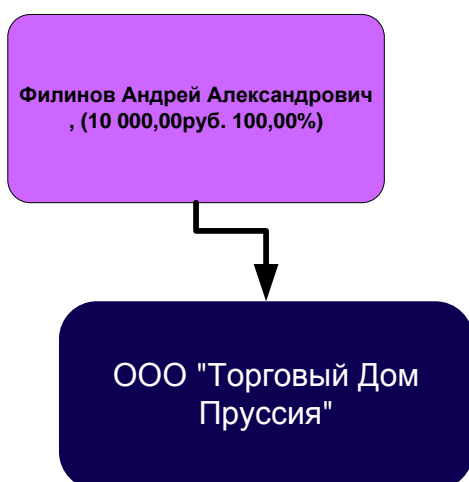 Филинов Андрей Александрович
, (10 000,00руб. 100,00%)
ООО "Торговый Дом
Пруссия"